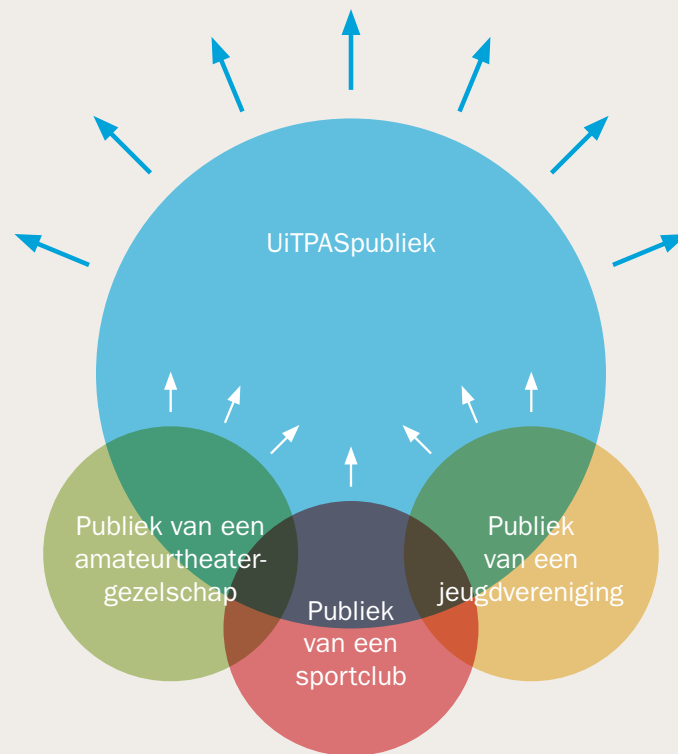 UiTPASpubliek
Publiek van een
amateurtheater-
gezelschap
Publiek
van een
sportclub
Publiek
van een
jeugdvereniging